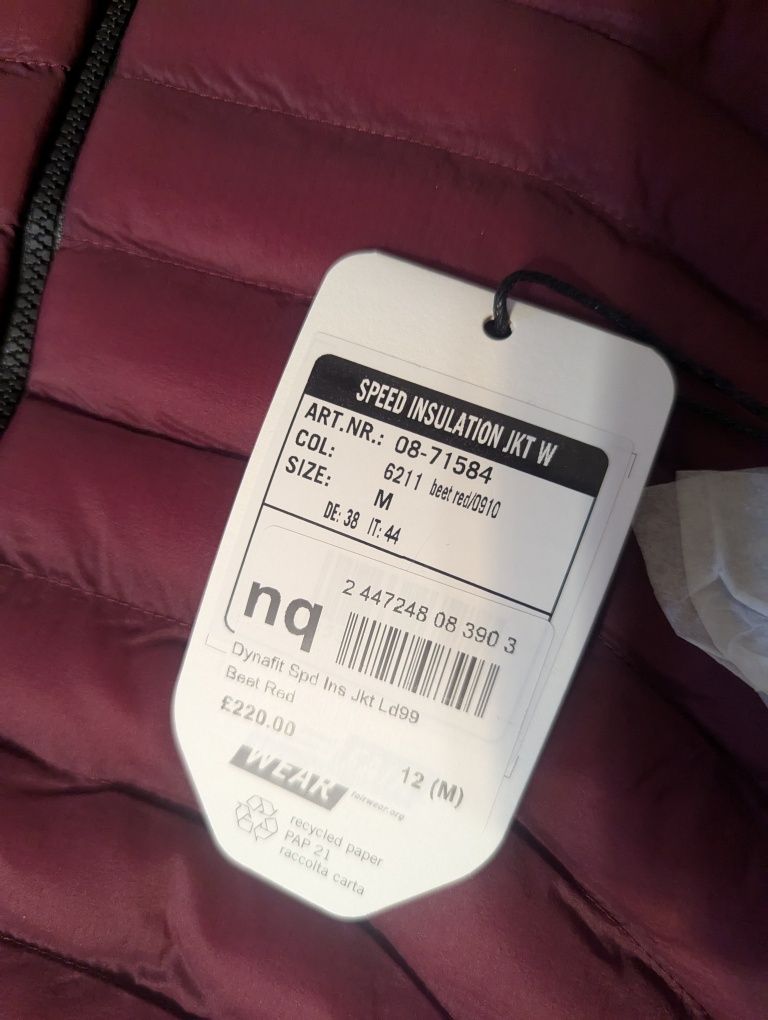 SPEED INSULATION JKT W
ART.NR.: 08-71584
COL: 6211 beet red/0910
SIZE: M
DE: 38 IT: 44
nq
2 447248 08 390 3
Dynafit Spd Ins Jkt Ld99
Beet Red
£220.00
12 (M)
WEAR
fairwear.org
recycled paper
PAP 21
raccolta carta